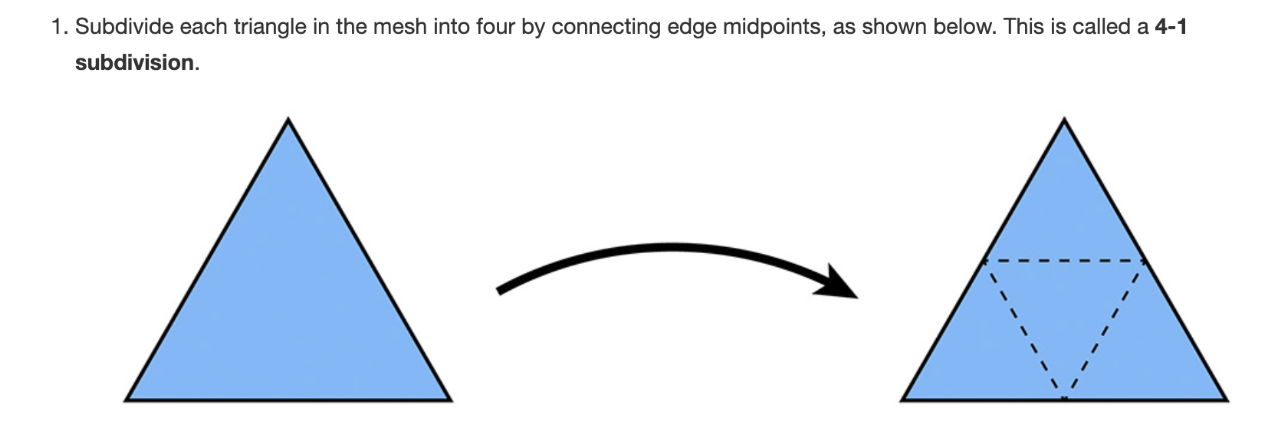 1. Subdivide each triangle in the mesh into four by connecting edge midpoints, as shown below. This is called a 4-1
subdivision.